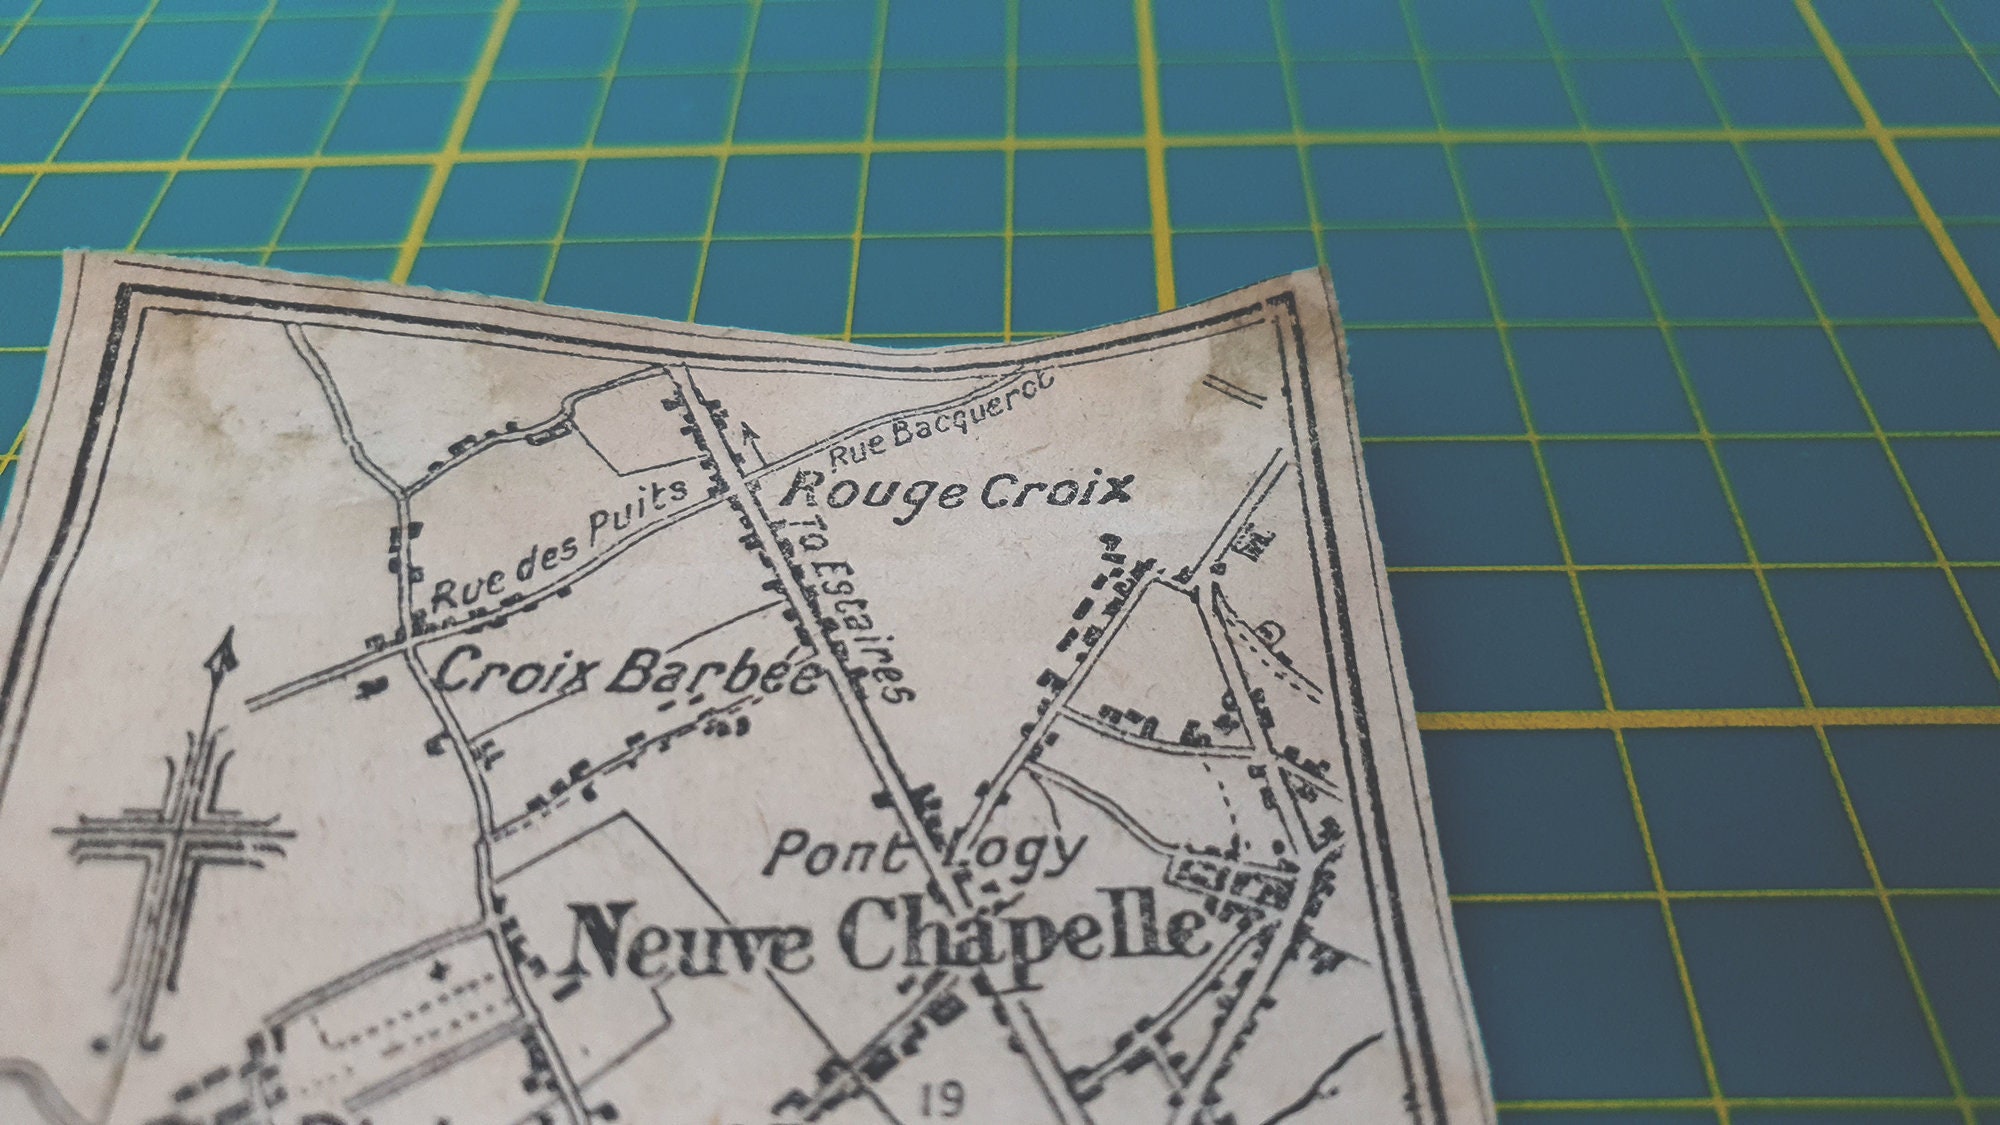 Rue Bacquerot
Rouge Croix
Rue des Puits
To Estaires
Croix Barbée
Pont Logy
Neuve Chapelle
19